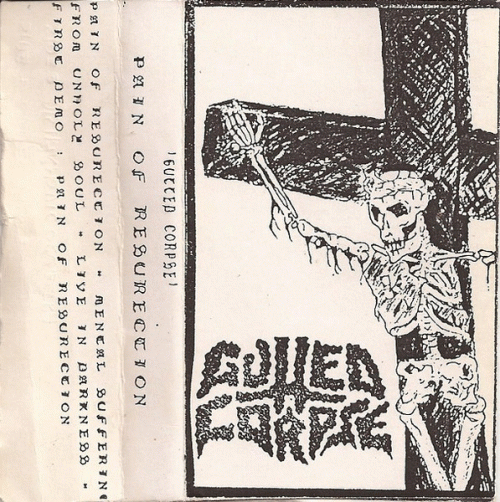 PAIN OF RESURECTION - MENTAL SUFFERIN
FROM UNHOLY SOUL - LIVE IN DARKNESS -
FIRST DEMO : PAIN OF RESURECTION
'GUTTED CORPSE'
PAIN OF RESURECTION
GUTTED
CORPSE